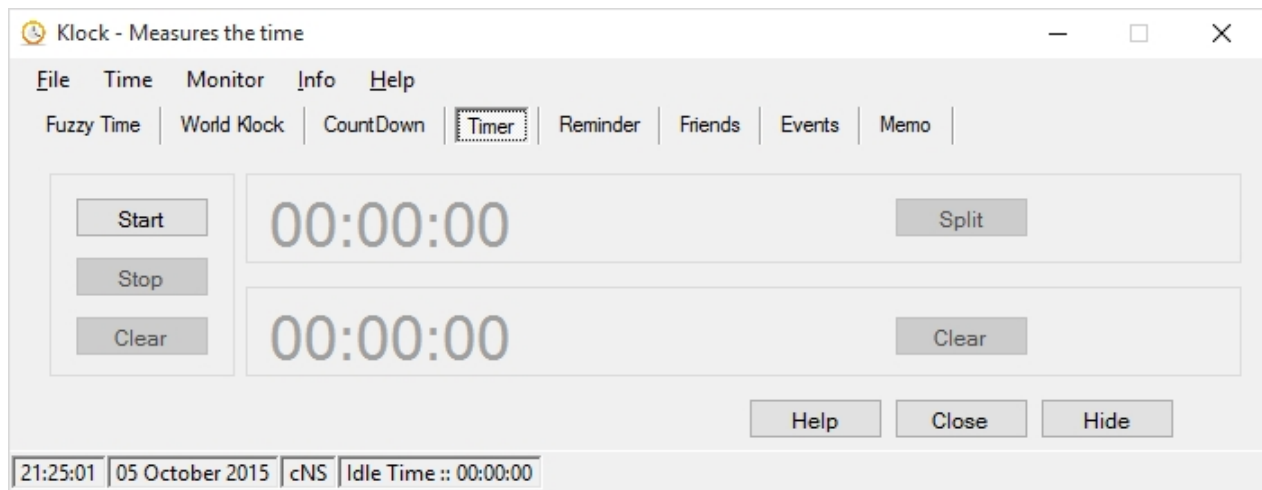 Klock - Measures the time
File Time Monitor Info Help
Fuzzy Time World Klock CountDown Timer Reminder Friends Events Memo
Start 00:00:00 Split
Stop
Clear 00:00:00 Clear
Help Close Hide
21:25:01 05 October 2015 cNS Idle Time :: 00:00:00